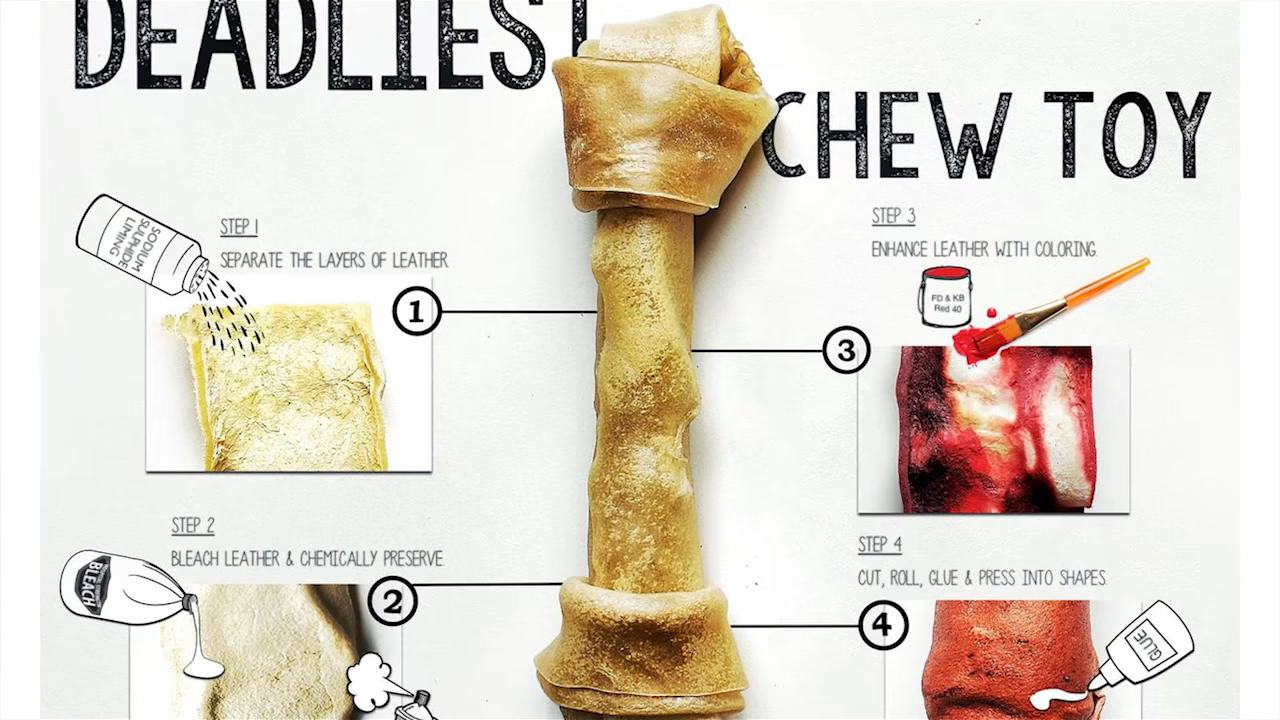 DEADLIEST
CHEW TOY
STEP 1
SEPARATE THE LAYERS OF LEATHER.
SODIUM
SULPHIDE
LIMING
1
STEP 2
BLEACH LEATHER & CHEMICALLY PRESERVE.
BLEACH
2
STEP 3
ENHANCE LEATHER WITH COLORING.
FD & KB
Red 40
3
STEP 4
CUT, ROLL, GLUE & PRESS INTO SHAPES.
4
GLUE